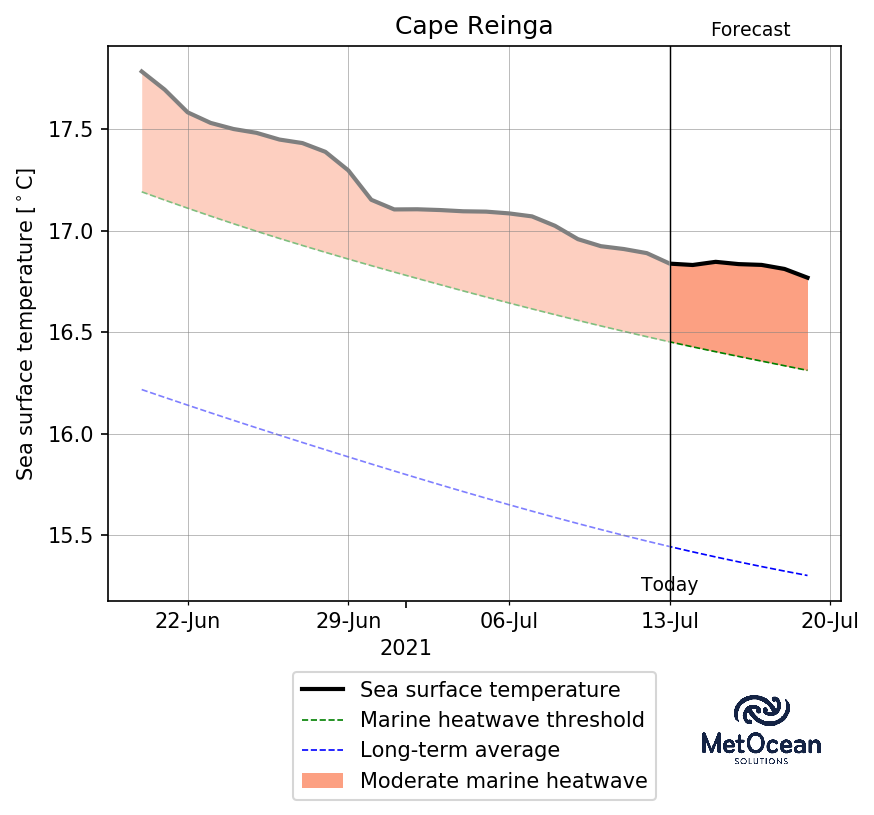 Cape Reinga
Forecast
Sea surface temperature [°C]
17.5
17.0
16.5
16.0
15.5
Today
22-Jun 29-Jun 06-Jul 13-Jul 20-Jul
2021
Sea surface temperature
Marine heatwave threshold
Long-term average
Moderate marine heatwave
MetOcean
SOLUTIONS